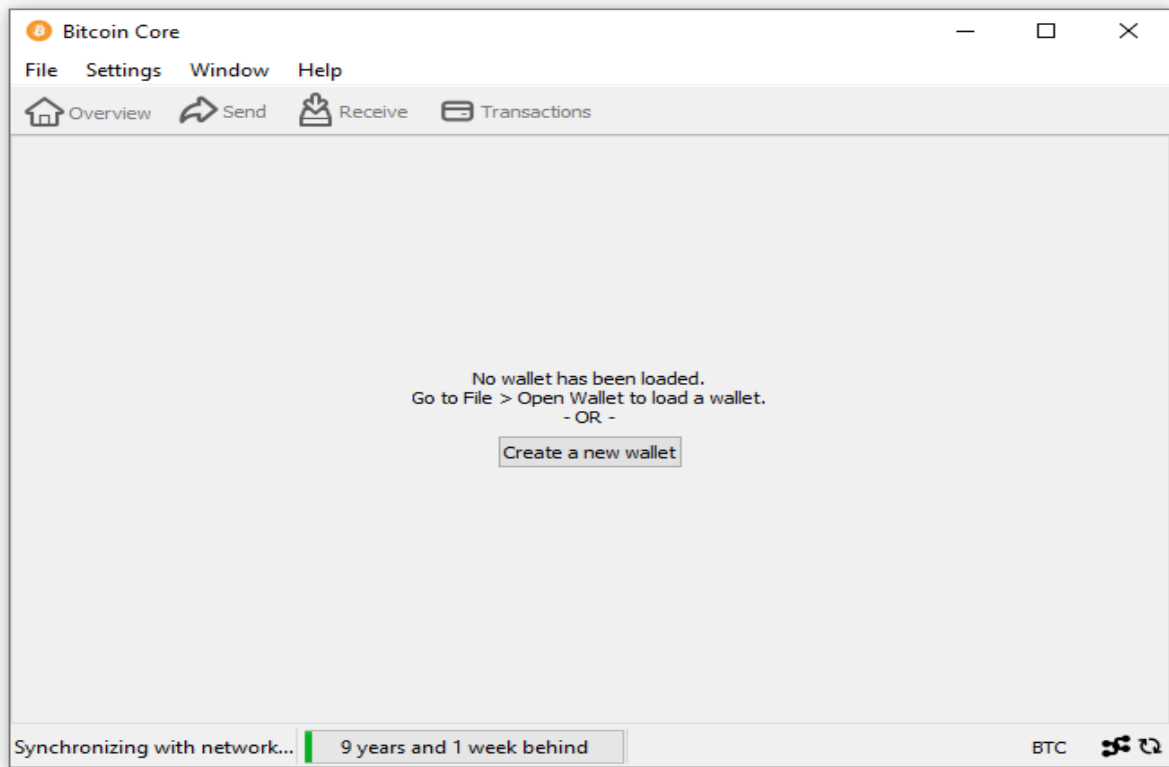 Bitcoin Core
File Settings Window Help
Overview Send Receive Transactions
No wallet has been loaded.
Go to File > Open Wallet to load a wallet.
- OR -
Create a new wallet
Synchronizing with network... 9 years and 1 week behind BTC